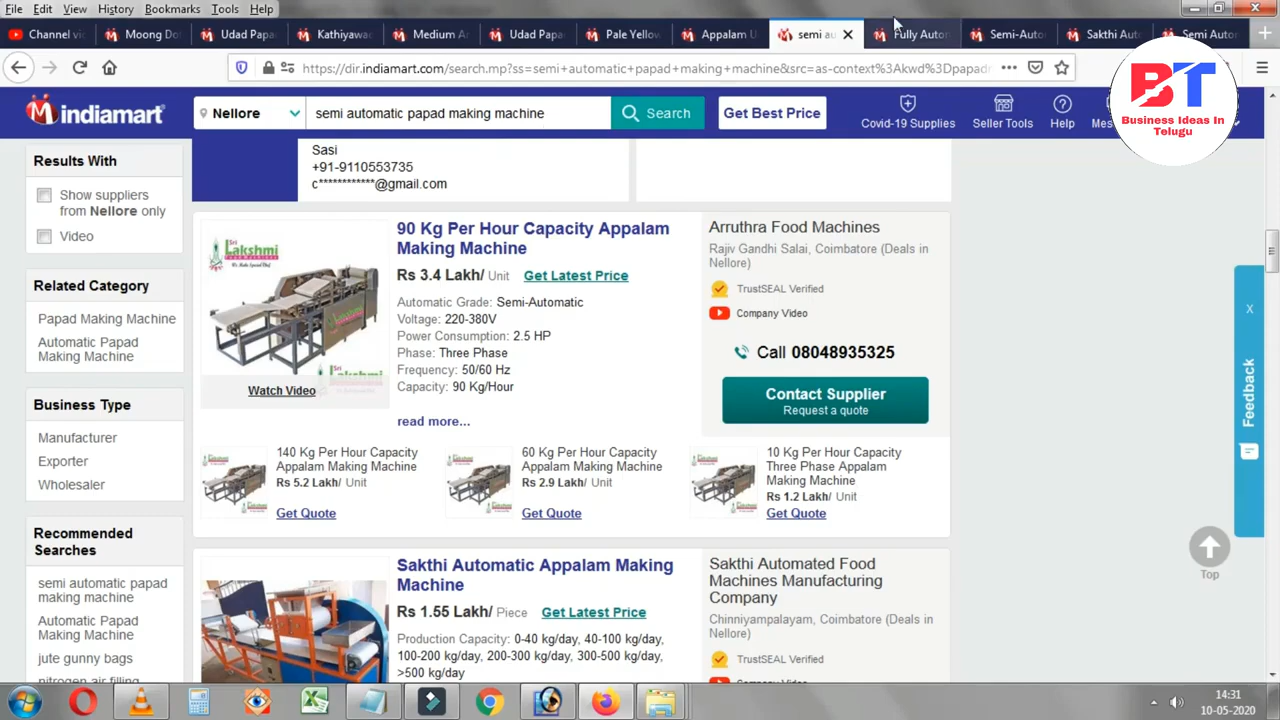 File Edit View History Bookmarks Tools Help
Channel vi
Moong Do
Udad Papa
Kathiyawa
Medium A
Udad Papa
Pale Yellow
Appalam U
semi au
Fully Autom
Semi-Auto
Sakthi Auto
Semi Autom
https://dir.indiamart.com/search.mp?ss=semi+automatic+papad+making+machine&src=as-context%3Akwd%3Dpapad
indiamart
Nellore
semi automatic papad making machine
Search
Get Best Price
Covid-19 Supplies
Seller Tools
Help
Mes
BT
Business Ideas In
Telugu
Results With
Show suppliers
from Nellore only
Video
Related Category
Papad Making Machine
Automatic Papad
Making Machine
Business Type
Manufacturer
Exporter
Wholesaler
Recommended
Searches
semi automatic papad
making machine
Automatic Papad
Making Machine
jute gunny bags
nitrogen air filling
Sasi
+91-9110553735
c************@gmail.com
Sri
Lakshmi
Watch Video
90 Kg Per Hour Capacity Appalam
Making Machine
Rs 3.4 Lakh/ Unit Get Latest Price
Automatic Grade: Semi-Automatic
Voltage: 220-380V
Power Consumption: 2.5 HP
Phase: Three Phase
Frequency: 50/60 Hz
Capacity: 90 Kg/Hour
read more...
Arruthra Food Machines
Rajiv Gandhi Salai, Coimbatore (Deals in
Nellore)
TrustSEAL Verified
Company Video
Call 08048935325
Contact Supplier
Request a quote
140 Kg Per Hour Capacity
Appalam Making Machine
Rs 5.2 Lakh/ Unit
Get Quote
60 Kg Per Hour Capacity
Appalam Making Machine
Rs 2.9 Lakh/ Unit
Get Quote
10 Kg Per Hour Capacity
Three Phase Appalam
Making Machine
Rs 1.2 Lakh/ Unit
Get Quote
Sakthi Automatic Appalam Making
Machine
Rs 1.55 Lakh/ Piece Get Latest Price
Production Capacity: 0-40 kg/day, 40-100 kg/day,
100-200 kg/day, 200-300 kg/day, 300-500 kg/day,
>500 kg/day
Sakthi Automated Food
Machines Manufacturing
Company
Chinniyampalayam, Coimbatore (Deals in
Nellore)
TrustSEAL Verified
Company Video
X
Feedback
Top
14:31
10-05-2020